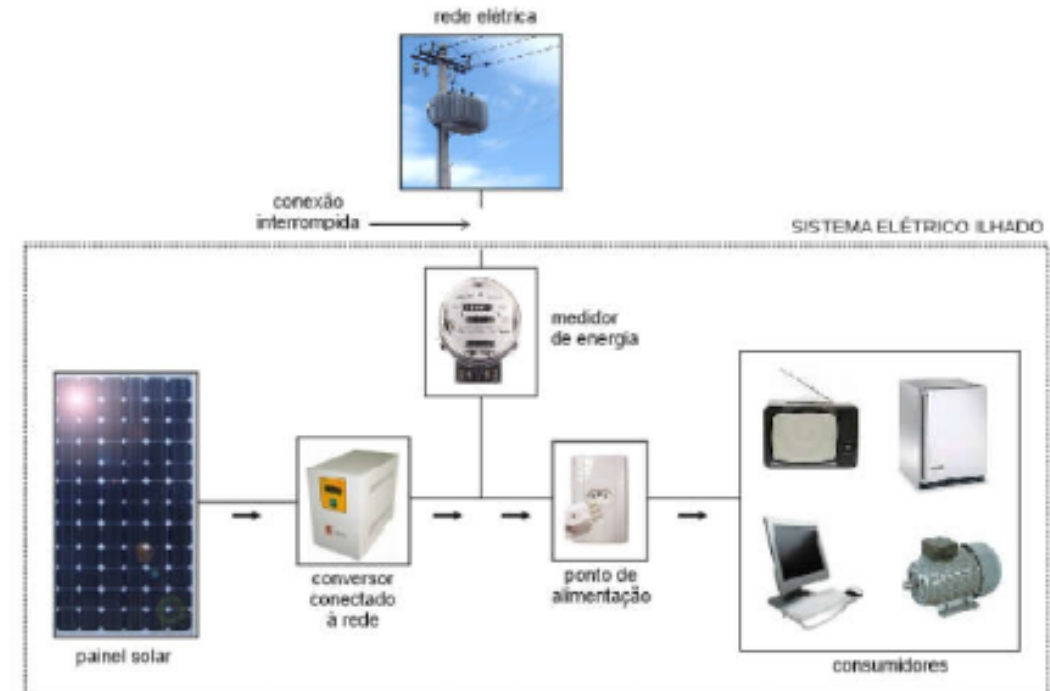 rede elétrica
conexão
interrompida
SISTEMA ELÉTRICO ILHADO
medidor
de energia
conversor
conectado
à rede
ponto de
alimentação
painel solar
consumidores